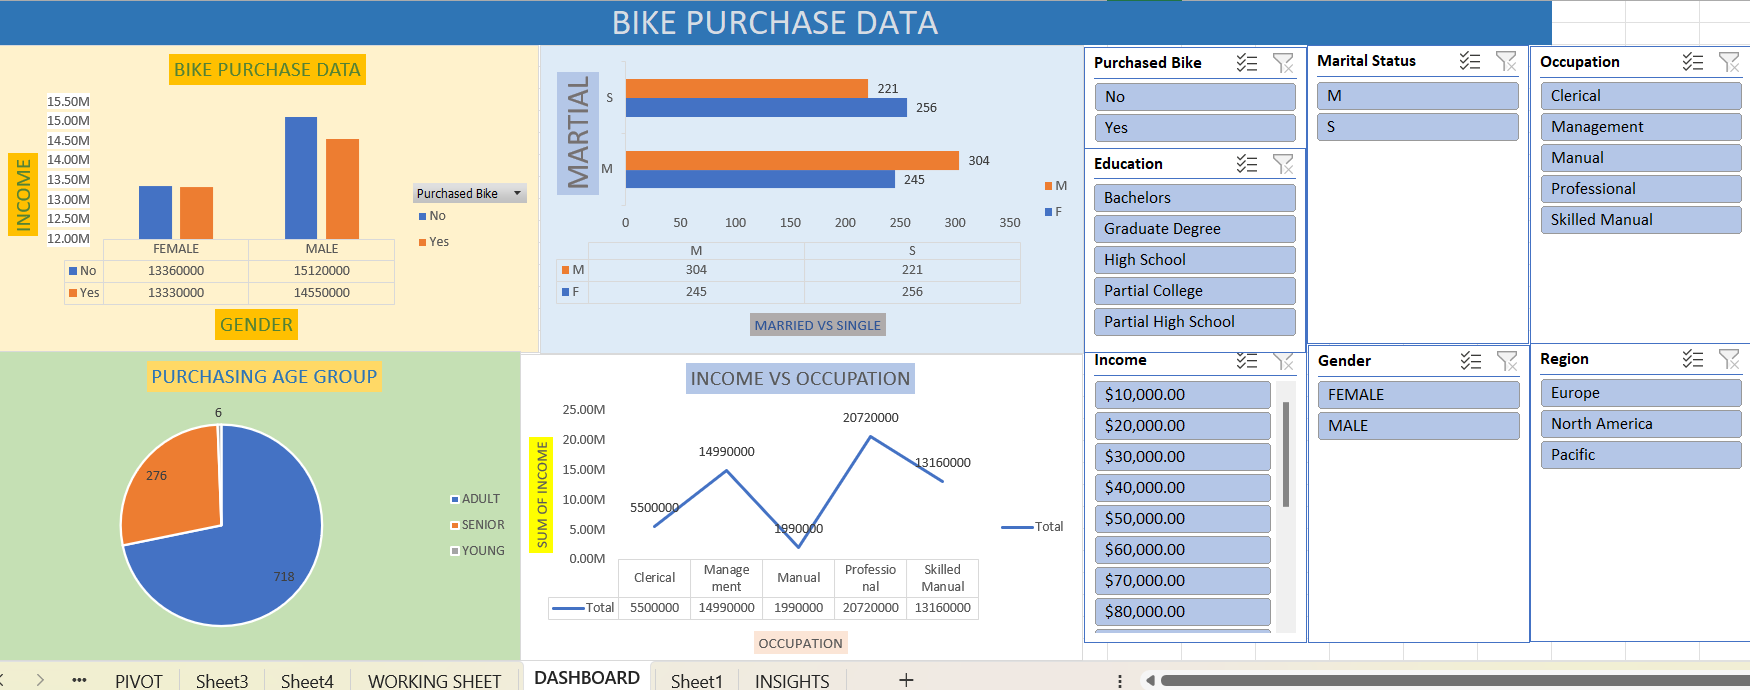 BIKE PURCHASE DATA
BIKE PURCHASE DATA
INCOME
15.50M
15.00M
14.50M
14.00M
13.50M
13.00M
12.50M
12.00M
FEMALE MALE
No 13360000 15120000
Yes 13330000 14550000
GENDER
Purchased Bike
No
Yes
MARTIAL
S
221
256
M
304
245
0 50 100 150 200 250 300 350
M
F
M S
M 304 221
F 245 256
MARRIED VS SINGLE
Purchased Bike
No
Yes
Education
Bachelors
Graduate Degree
High School
Partial College
Partial High School
Marital Status
M
S
Occupation
Clerical
Management
Manual
Professional
Skilled Manual
PURCHASING AGE GROUP
6
276
718
ADULT
SENIOR
YOUNG
INCOME VS OCCUPATION
SUM OF INCOME
25.00M
20.00M
15.00M
10.00M
5.00M
0.00M
5500000
14990000
1990000
20720000
13160000
Total
Clerical Manage Manual Professio Skilled
ment nal Manual
Total 5500000 14990000 1990000 20720000 13160000
OCCUPATION
Income
$10,000.00
$20,000.00
$30,000.00
$40,000.00
$50,000.00
$60,000.00
$70,000.00
$80,000.00
Gender
FEMALE
MALE
Region
Europe
North America
Pacific
PIVOT Sheet3 Sheet4 WORKING SHEET DASHBOARD Sheet1 INSIGHTS